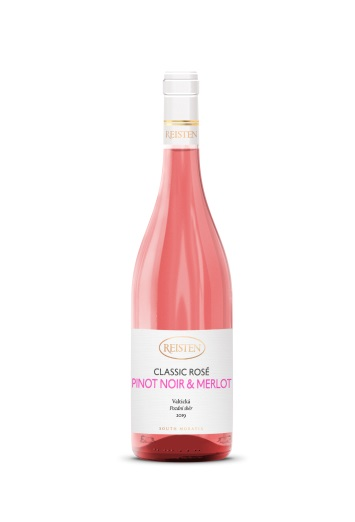 REISTEN
CLASSIC ROSÉ
PINOT NOIR & MERLOT
Valtická
Pozdní sběr
2019
SOUTH MORAVIA